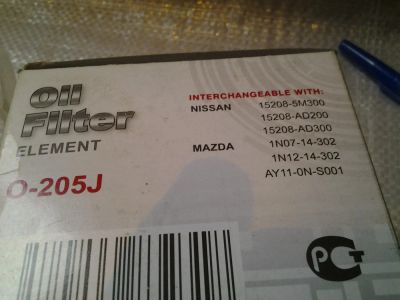 Oil
Filter
ELEMENT
O-205J
INTERCHANGEABLE WITH:
NISSAN 15208-5M300
15208-AD200
15208-AD300
MAZDA 1N07-14-302
1N12-14-302
AY11-0N-S001
РСТ